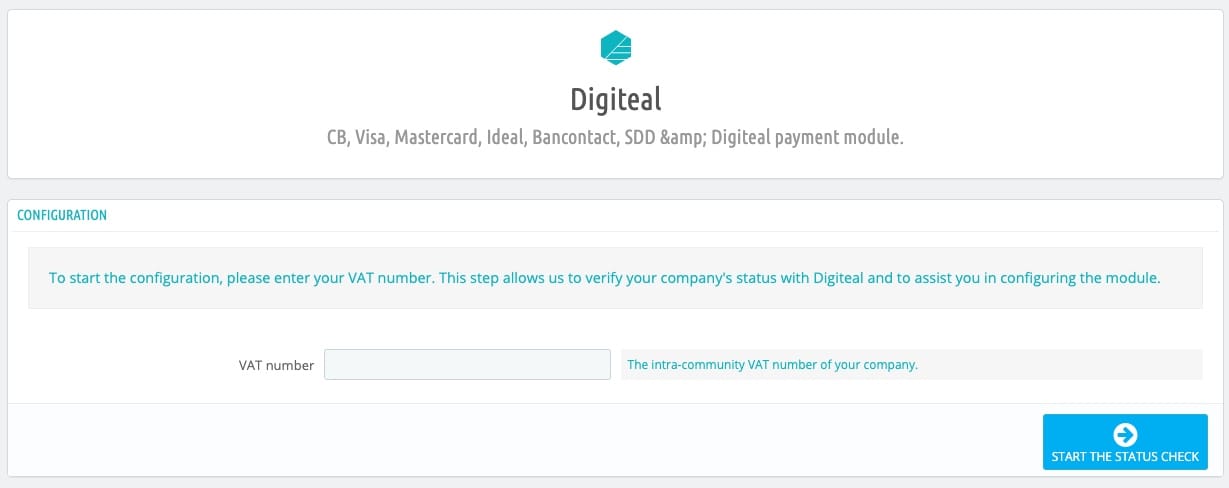 Digiteal
CB, Visa, Mastercard, Ideal, Bancontact, SDD &amp; Digiteal payment module.
CONFIGURATION
To start the configuration, please enter your VAT number. This step allows us to verify your company's status with Digiteal and to assist you in configuring the module.
VAT number
The intra-community VAT number of your company.
START THE STATUS CHECK